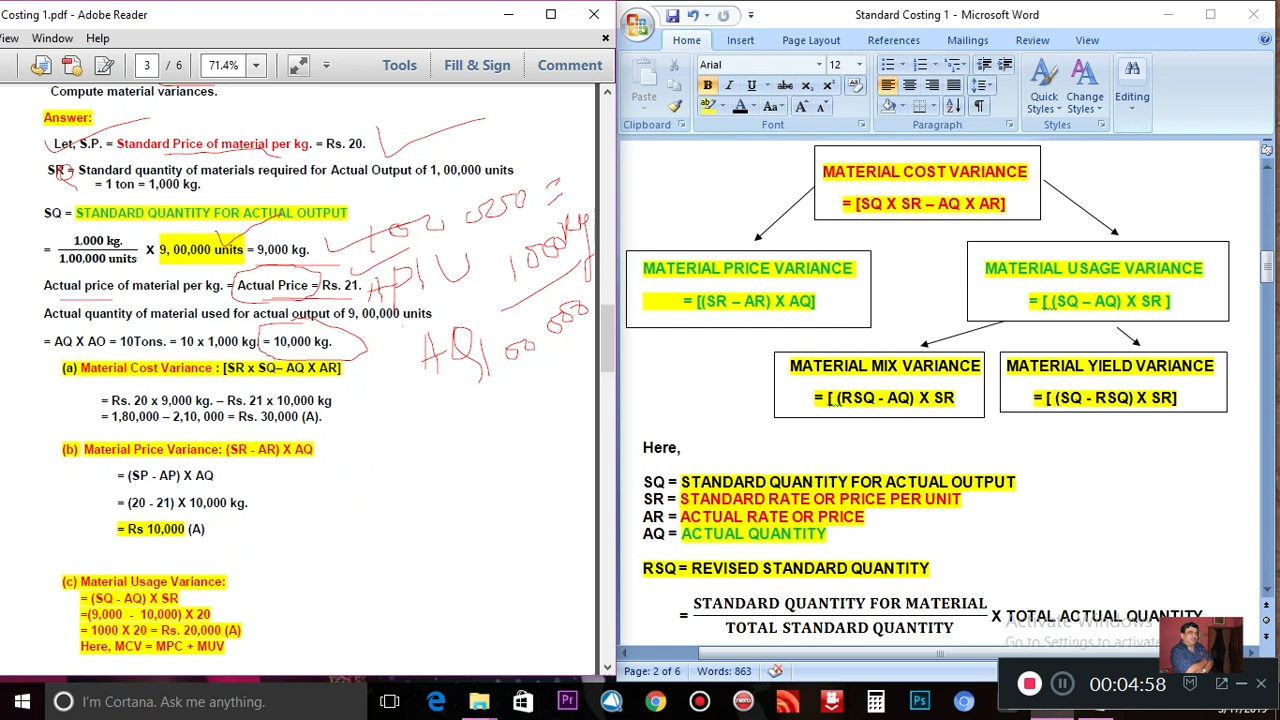 Costing 1.pdf - Adobe Reader
View Window Help
3 / 6 71.4% Tools Fill & Sign Comment
Compute material variances.
Answer:
Let, S.P. = Standard Price of material per kg. = Rs. 20.
SR = Standard quantity of materials required for Actual Output of 1, 00,000 units
= 1 ton = 1,000 kg.
SQ = STANDARD QUANTITY FOR ACTUAL OUTPUT
= 1.000 kg. / 1.00.000 units X 9, 00,000 units = 9,000 kg.
Actual price of material per kg. = Actual Price = Rs. 21.
Actual quantity of material used for actual output of 9, 00,000 units
= AQ X AO = 10Tons. = 10 x 1,000 kg. = 10,000 kg.
1000 kg
AQ
(a) Material Cost Variance : [SR x SQ– AQ X AR]
= Rs. 20 x 9,000 kg. – Rs. 21 x 10,000 kg
= 1,80,000 – 2,10, 000 = Rs. 30,000 (A).
(b) Material Price Variance: (SR - AR) X AQ
= (SP - AP) X AQ
= (20 - 21) X 10,000 kg.
= Rs 10,000 (A)
(c) Material Usage Variance:
= (SQ - AQ) X SR
=(9,000 - 10,000) X 20
= 1000 X 20 = Rs. 20,000 (A)
Here, MCV = MPC + MUV
Standard Costing 1 - Microsoft Word
Home Insert Page Layout References Mailings Review View
Paste Arial 12
Quick Styles Change Styles Editing
Clipboard Font Paragraph Styles
MATERIAL COST VARIANCE
= [SQ X SR – AQ X AR]
MATERIAL PRICE VARIANCE
= [(SR – AR) X AQ]
MATERIAL USAGE VARIANCE
= [ (SQ – AQ) X SR ]
MATERIAL MIX VARIANCE
= [ (RSQ - AQ) X SR
MATERIAL YIELD VARIANCE
= [ (SQ - RSQ) X SR]
Here,
SQ = STANDARD QUANTITY FOR ACTUAL OUTPUT
SR = STANDARD RATE OR PRICE PER UNIT
AR = ACTUAL RATE OR PRICE
AQ = ACTUAL QUANTITY
RSQ = REVISED STANDARD QUANTITY
= STANDARD QUANTITY FOR MATERIAL / TOTAL STANDARD QUANTITY X TOTAL ACTUAL QUANTITY
Activate Windows
Go to Settings to activate
Page: 2 of 6 Words: 863
00:04:58
I'm Cortana. Ask me anything.